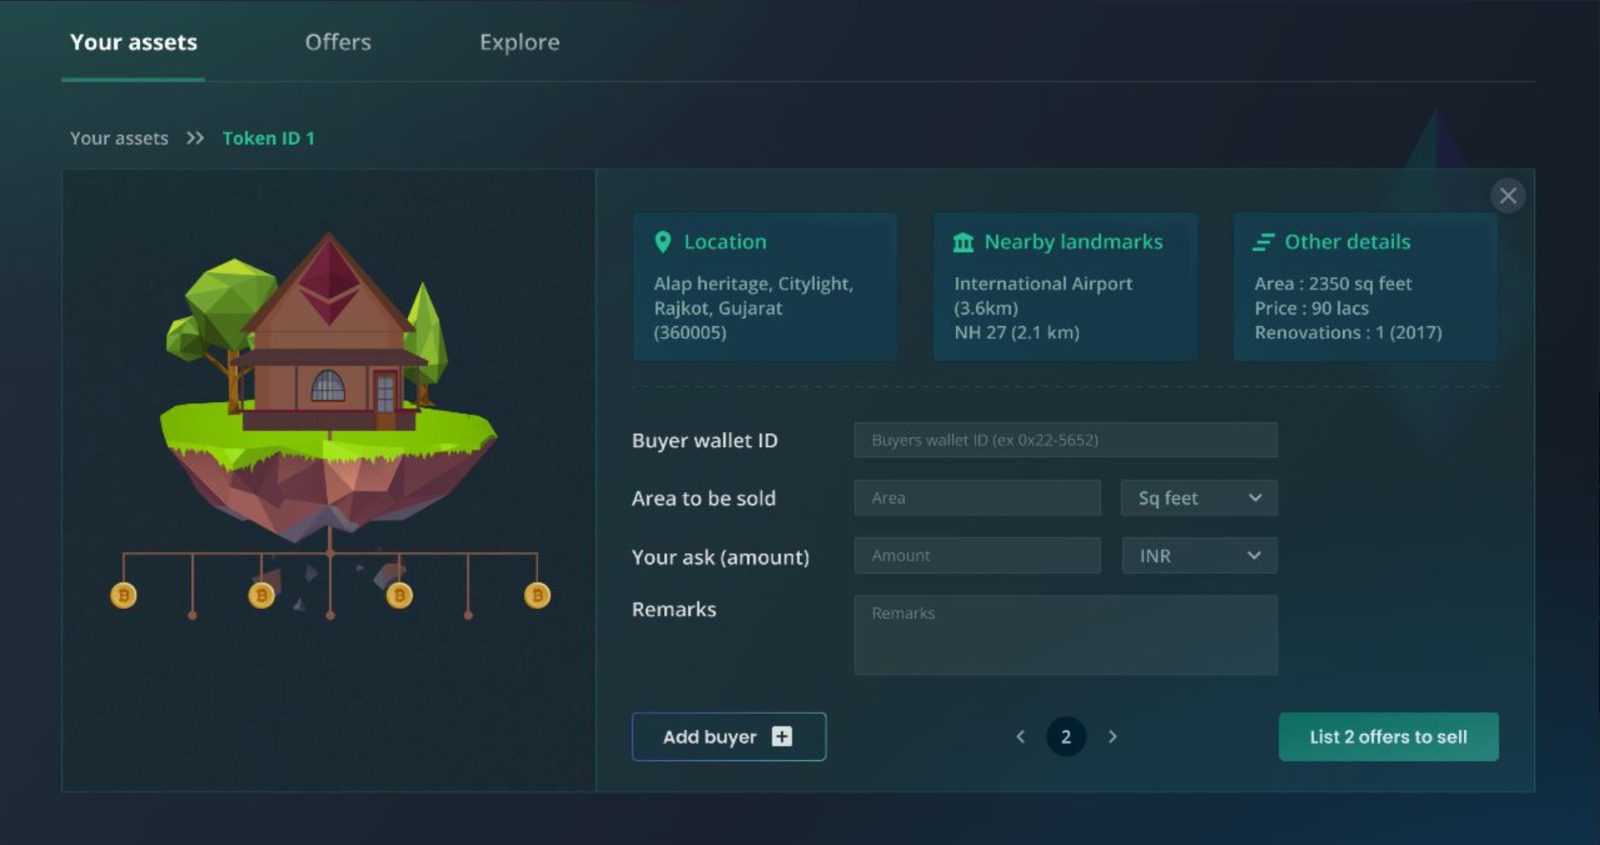 Your assets
Offers
Explore
Your assets
Token ID 1
Location
Alap heritage, Citylight,
Rajkot, Gujarat
(360005)
Nearby landmarks
International Airport
(3.6km)
NH 27 (2.1 km)
Other details
Area : 2350 sq feet
Price : 90 lacs
Renovations : 1 (2017)
Buyer wallet ID
Buyers wallet ID (ex 0x22-5652)
Area to be sold
Area
Sq feet
Your ask (amount)
Amount
INR
Remarks
Remarks
Add buyer
2
List 2 offers to sell